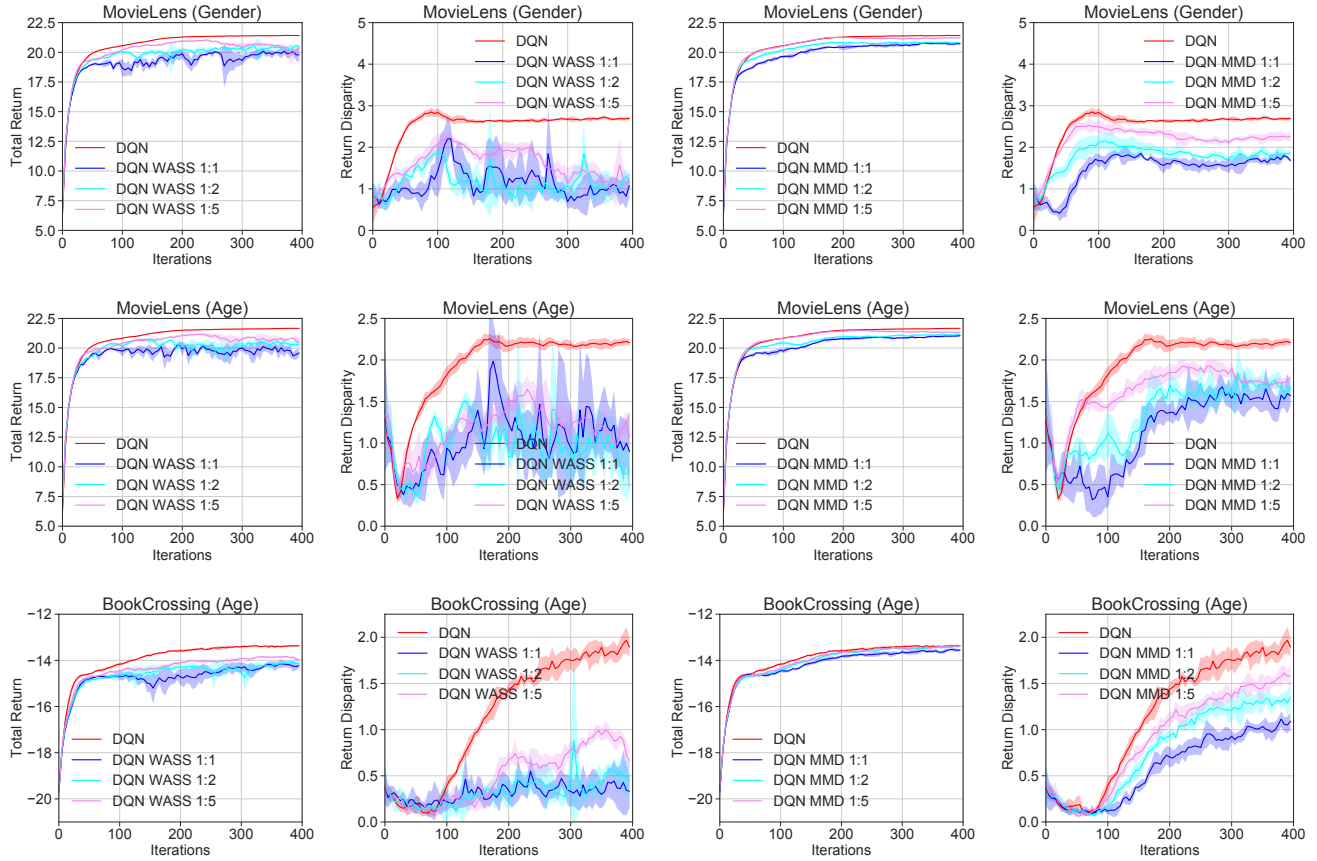 MovieLens (Gender)
22.5
20.0
17.5
15.0
12.5
10.0
7.5
5.0
Total Return
DQN
DQN WASS 1:1
DQN WASS 1:2
DQN WASS 1:5
0 100 200 300 400
Iterations
MovieLens (Gender)
5
4
3
2
1
0
Return Disparity
DQN
DQN WASS 1:1
DQN WASS 1:2
DQN WASS 1:5
0 100 200 300 400
Iterations
MovieLens (Gender)
22.5
20.0
17.5
15.0
12.5
10.0
7.5
5.0
Total Return
DQN
DQN MMD 1:1
DQN MMD 1:2
DQN MMD 1:5
0 100 200 300 400
Iterations
MovieLens (Gender)
5
4
3
2
1
0
Return Disparity
DQN
DQN MMD 1:1
DQN MMD 1:2
DQN MMD 1:5
0 100 200 300 400
Iterations
MovieLens (Age)
22.5
20.0
17.5
15.0
12.5
10.0
7.5
5.0
Total Return
DQN
DQN WASS 1:1
DQN WASS 1:2
DQN WASS 1:5
0 100 200 300 400
Iterations
MovieLens (Age)
2.5
2.0
1.5
1.0
0.5
0.0
Return Disparity
DQN
DQN WASS 1:1
DQN WASS 1:2
DQN WASS 1:5
0 100 200 300 400
Iterations
MovieLens (Age)
22.5
20.0
17.5
15.0
12.5
10.0
7.5
5.0
Total Return
DQN
DQN MMD 1:1
DQN MMD 1:2
DQN MMD 1:5
0 100 200 300 400
Iterations
MovieLens (Age)
2.5
2.0
1.5
1.0
0.5
0.0
Return Disparity
DQN
DQN MMD 1:1
DQN MMD 1:2
DQN MMD 1:5
0 100 200 300 400
Iterations
BookCrossing (Age)
−12
−14
−16
−18
−20
Total Return
DQN
DQN WASS 1:1
DQN WASS 1:2
DQN WASS 1:5
0 100 200 300 400
Iterations
BookCrossing (Age)
2.0
1.5
1.0
0.5
0.0
Return Disparity
DQN
DQN WASS 1:1
DQN WASS 1:2
DQN WASS 1:5
0 100 200 300 400
Iterations
BookCrossing (Age)
−12
−14
−16
−18
−20
Total Return
DQN
DQN MMD 1:1
DQN MMD 1:2
DQN MMD 1:5
0 100 200 300 400
Iterations
BookCrossing (Age)
2.0
1.5
1.0
0.5
0.0
Return Disparity
DQN
DQN MMD 1:1
DQN MMD 1:2
DQN MMD 1:5
0 100 200 300 400
Iterations